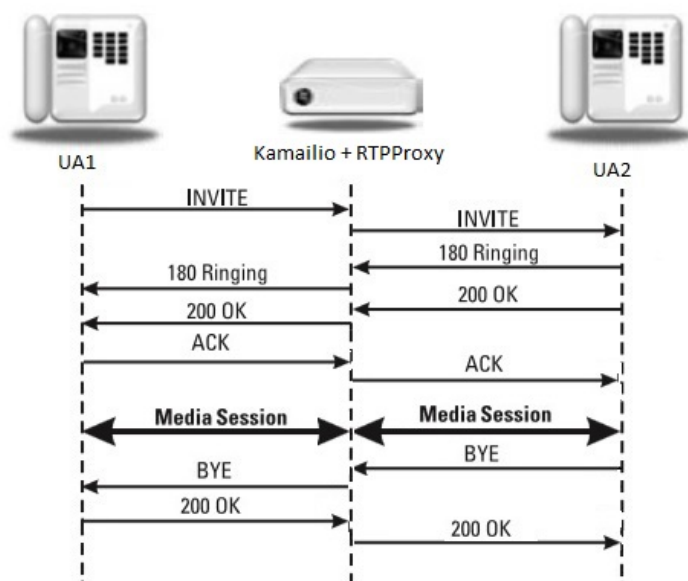 UA1
Kamailio + RTPProxy
UA2
INVITE
INVITE
180 Ringing
180 Ringing
200 OK
200 OK
ACK
ACK
Media Session
Media Session
BYE
BYE
200 OK
200 OK